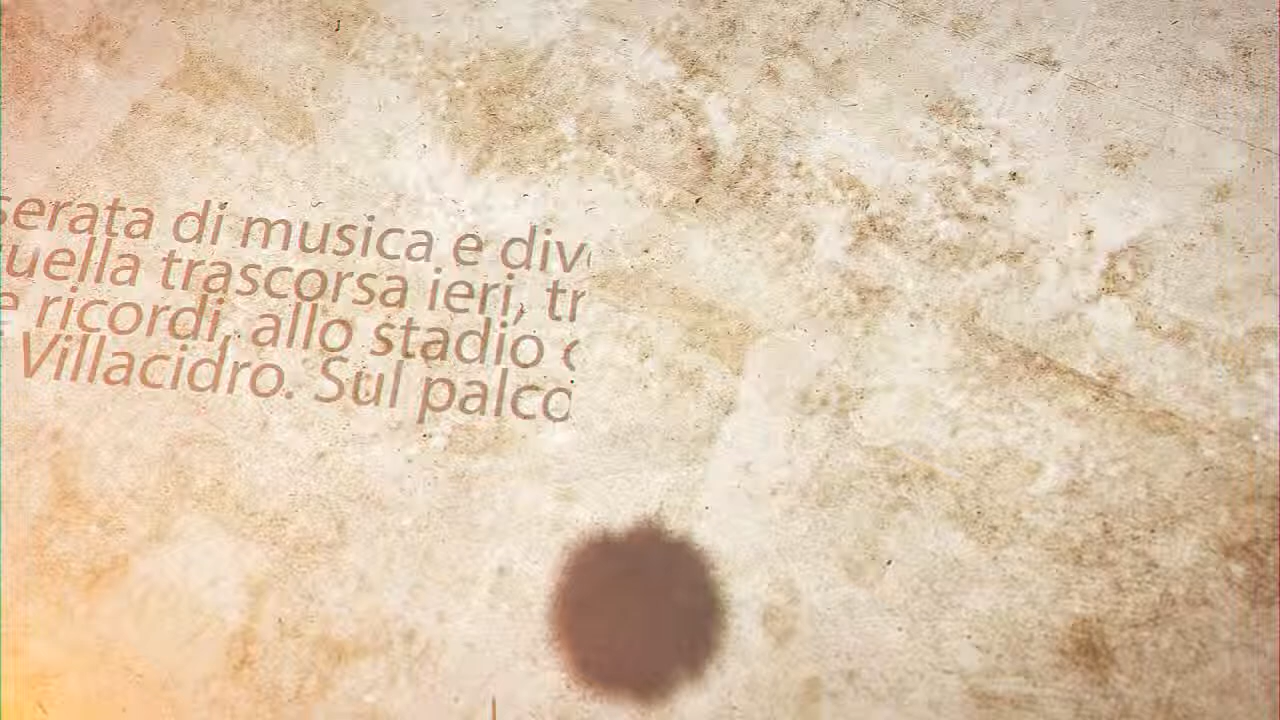 serata di musica e div
uella trascorsa ieri, tr
e ricordi, allo stadio
Villacidro. Sul palco